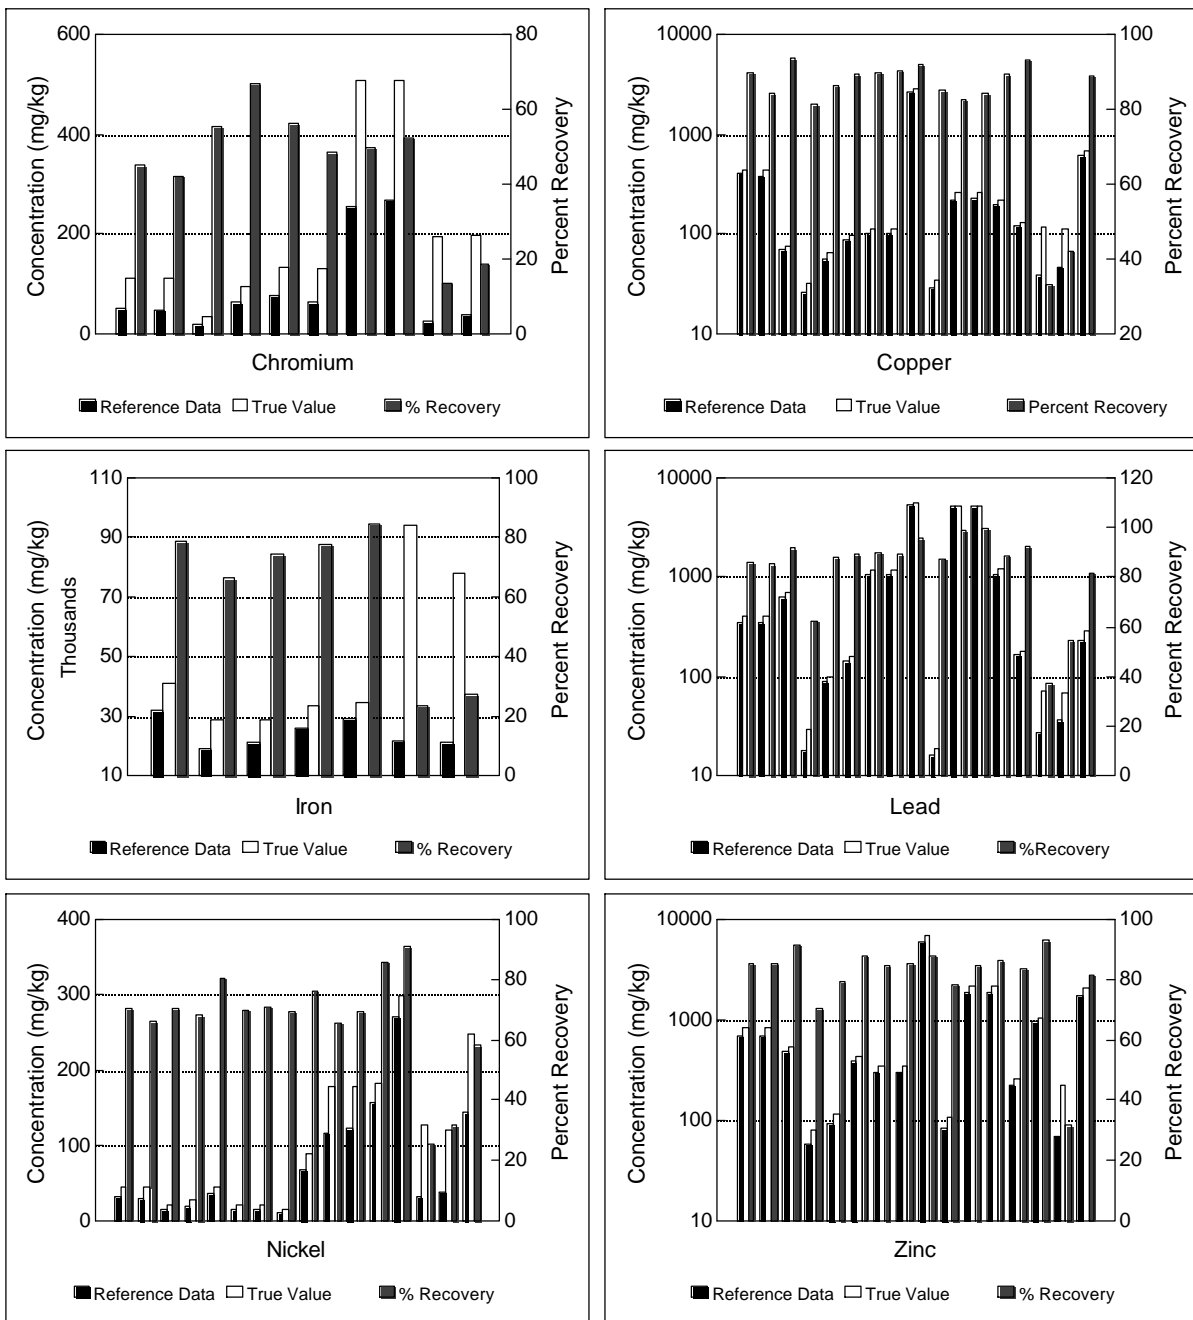 600
400
200
0
Concentration (mg/kg)
80
60
40
20
0
Percent Recovery
Chromium
Reference Data True Value % Recovery
10000
1000
100
10
Concentration (mg/kg)
100
80
60
40
20
Percent Recovery
Copper
Reference Data True Value Percent Recovery
110
90
70
50
30
10
Concentration (mg/kg)
Thousands
100
80
60
40
20
0
Percent Recovery
Iron
Reference Data True Value % Recovery
10000
1000
100
10
Concentration (mg/kg)
120
100
80
60
40
20
0
Percent Recovery
Lead
Reference Data True Value %Recovery
400
300
200
100
0
Concentration (mg/kg)
100
80
60
40
20
0
Percent Recovery
Nickel
Reference Data True Value % Recovery
10000
1000
100
10
Concentration (mg/kg)
100
80
60
40
20
0
Percent Recovery
Zinc
Reference Data True Value % Recovery